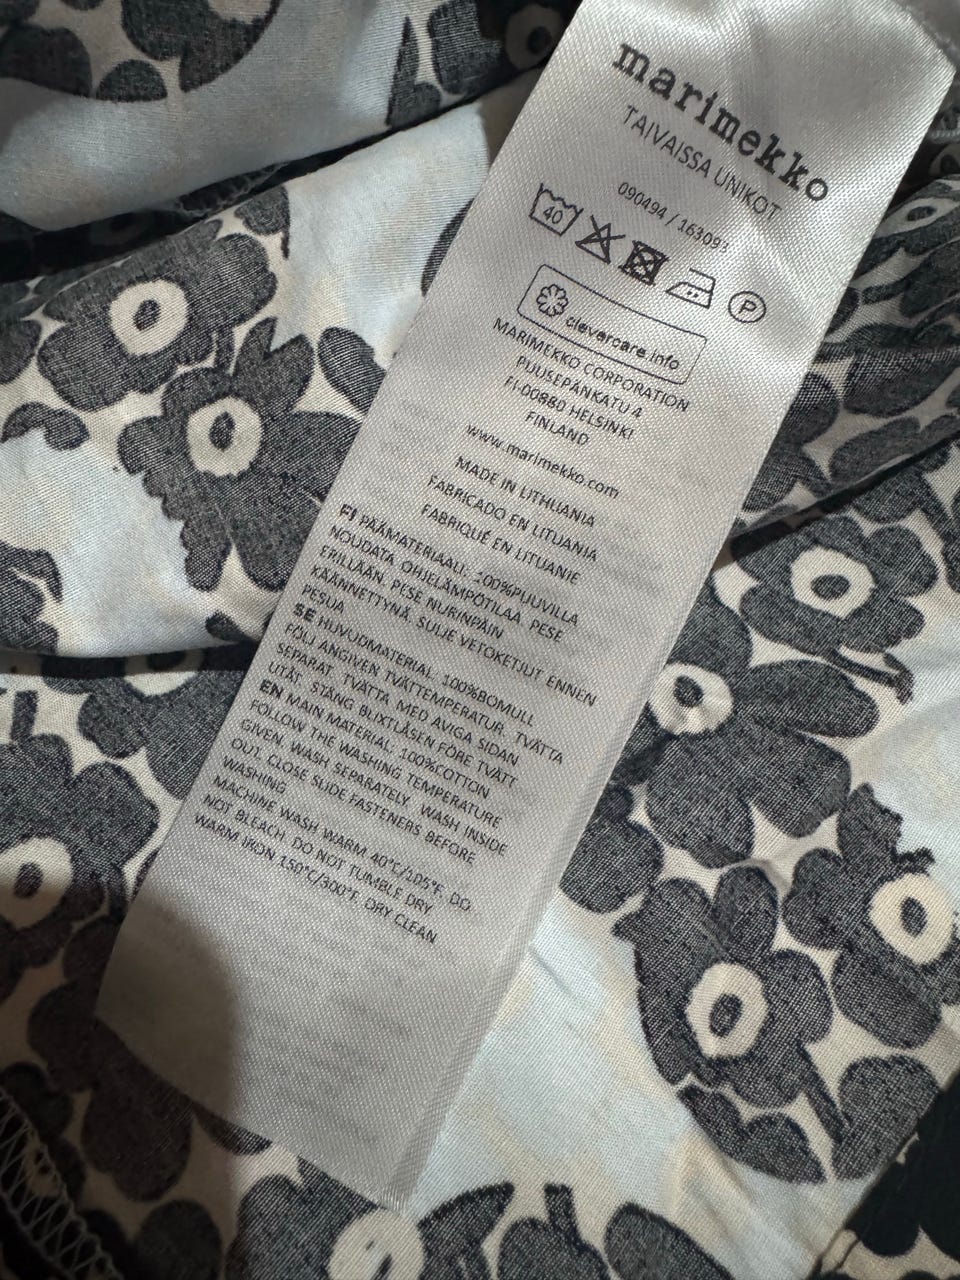 marimekko
TAIVAISSA UNIKOT
090494 / 16309
40
P
clevercare.info
MARIMEKKO CORPORATION
PUUSEPÄNKATU 4
FI-00880 HELSINKI
FINLAND
www.marimekko.com
MADE IN LITHUANIA
FABRICADO EN LITUANIA
FABRIQUÉ EN LITUANIE
FI PÄÄMATERIAALI: 100%PUUVILLA
NOUDATA OHJELÄMPÖTILAA. PESE
ERILLÄÄN. PESE NURINPÄIN
KÄÄNNETTYNÄ. SULJE VETOKETJUT ENNEN
PESUA
SE HUVUDMATERIAL: 100%BOMULL
FÖLJ ANGIVEN TVÄTTEMPERATUR. TVÄTTA
SEPARAT. TVÄTTA MED AVIGA SIDAN
UTÅT. STÄNG BLIXTLÅSEN FÖRE TVÄTT
EN MAIN MATERIAL: 100%COTTON
FOLLOW THE WASHING TEMPERATURE
GIVEN. WASH SEPARATELY. WASH INSIDE
OUT. CLOSE SLIDE FASTENERS BEFORE
WASHING
MACHINE WASH WARM 40°C/105°F. DO
NOT BLEACH. DO NOT TUMBLE DRY
WARM IRON 150°C/300°F. DRY CLEAN